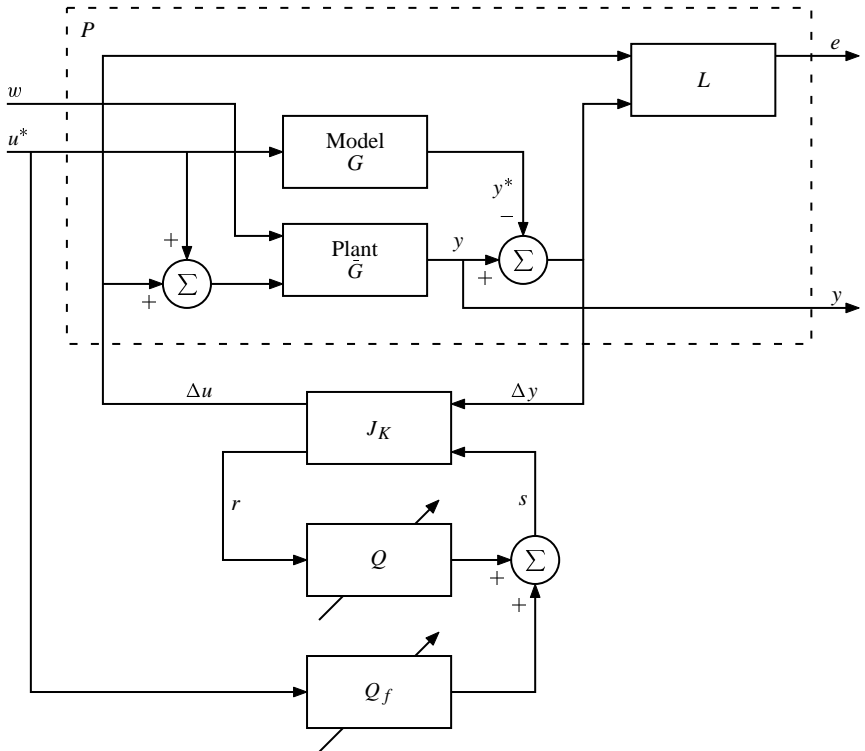 P
e
L
w
u*
Model
G
y*
−
+
Plant
Ḡ
y
Σ
Σ
+
+
y
Δu
Δy
J_K
r
s
Q
Σ
+
+
Q_f